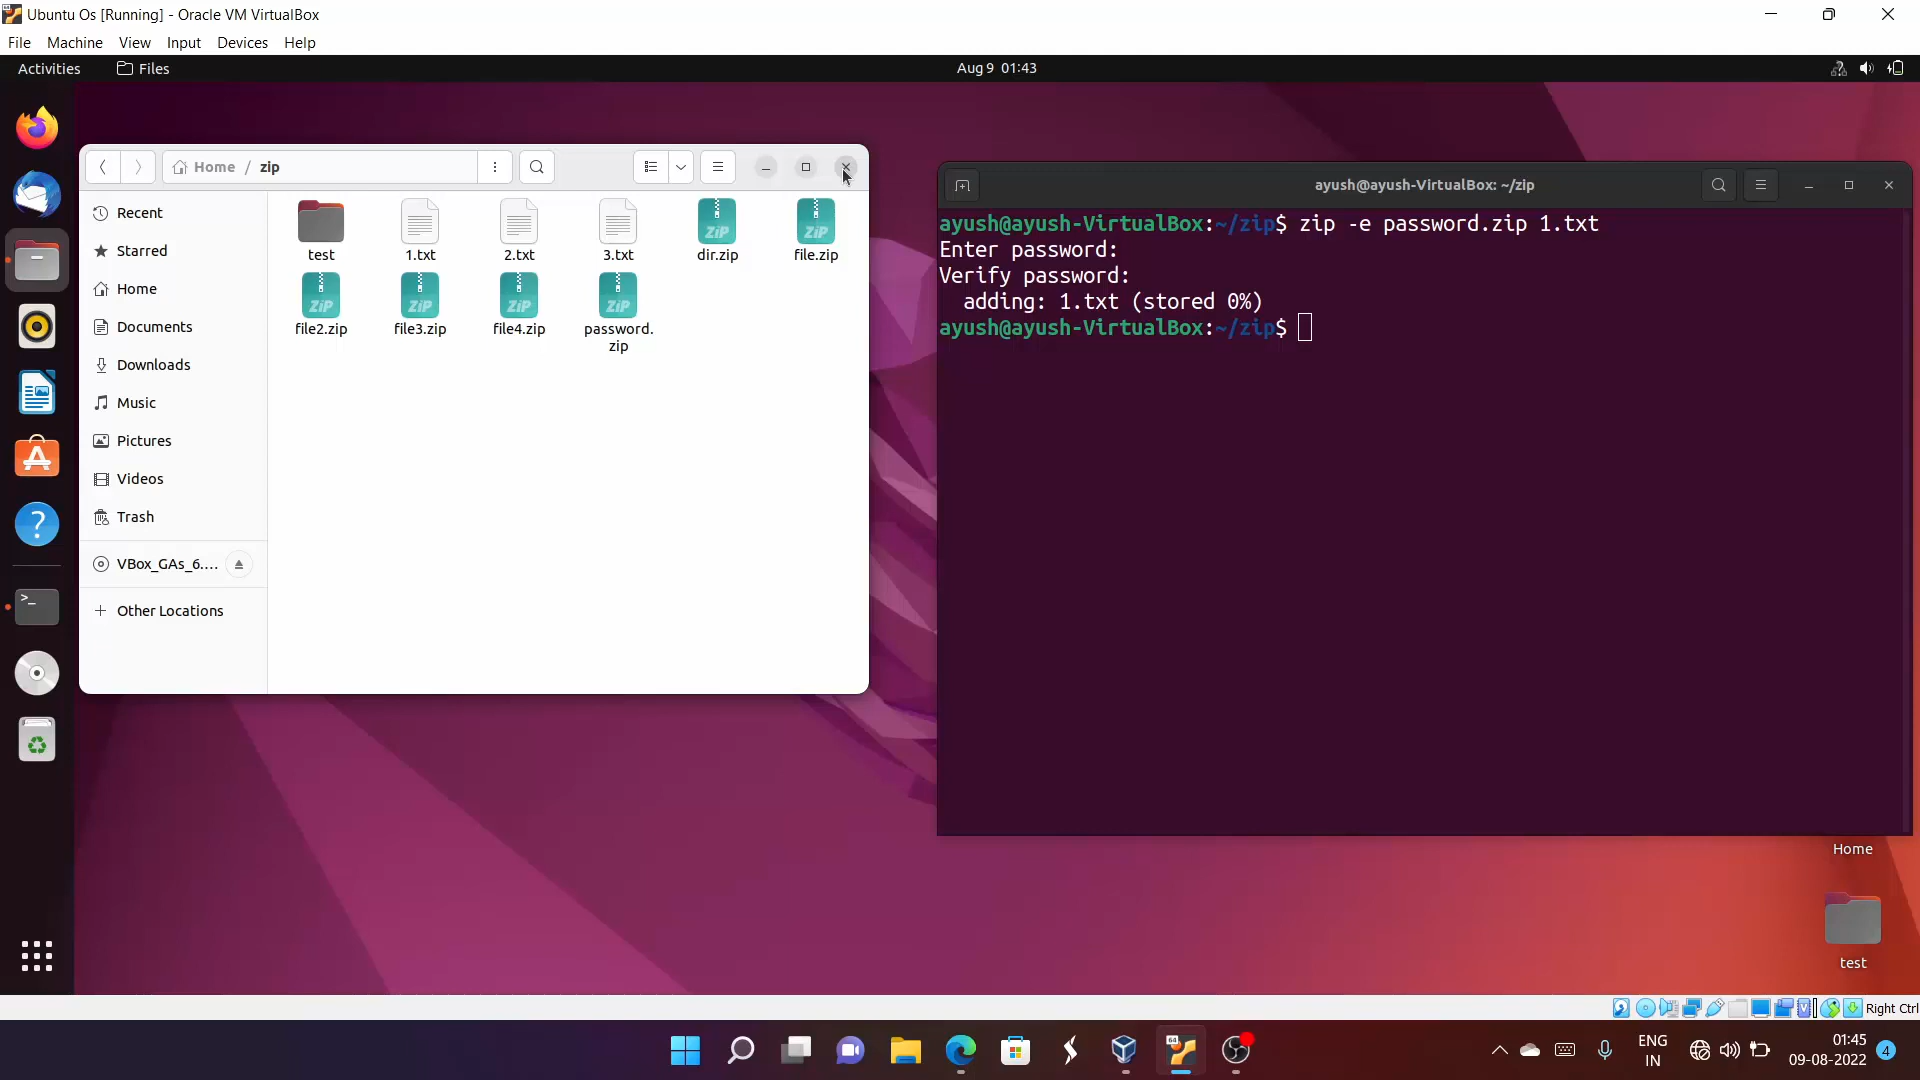 Ubuntu Os [Running] - Oracle VM VirtualBox
File Machine View Input Devices Help
Activities Files Aug 9 01:43
Home / zip
Recent
Starred
Home
Documents
Downloads
Music
Pictures
Videos
Trash
VBox_GAs_6....
+ Other Locations
test 1.txt 2.txt 3.txt dir.zip file.zip
file2.zip file3.zip file4.zip password.
zip
ayush@ayush-VirtualBox: ~/zip
ayush@ayush-VirtualBox:~/zip$ zip -e password.zip 1.txt
Enter password:
Verify password:
adding: 1.txt (stored 0%)
ayush@ayush-VirtualBox:~/zip$
Home
test
Right Ctrl
ENG
IN
01:45
09-08-2022
4